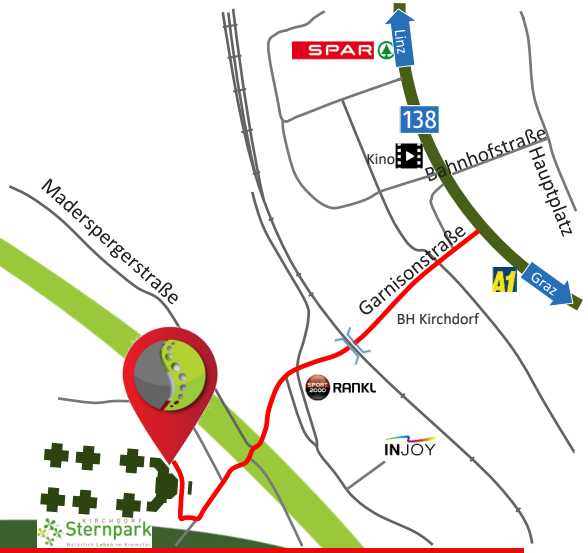 Linz
SPAR
138
Kino
Bahnhofstraße
Hauptplatz
Maderspergerstraße
Garnisonstraße
A1
Graz
BH Kirchdorf
SPORT
2000
RANKL
INJOY
KIRCHDORF
Sternpark
Natürlich Leben im Kremstal